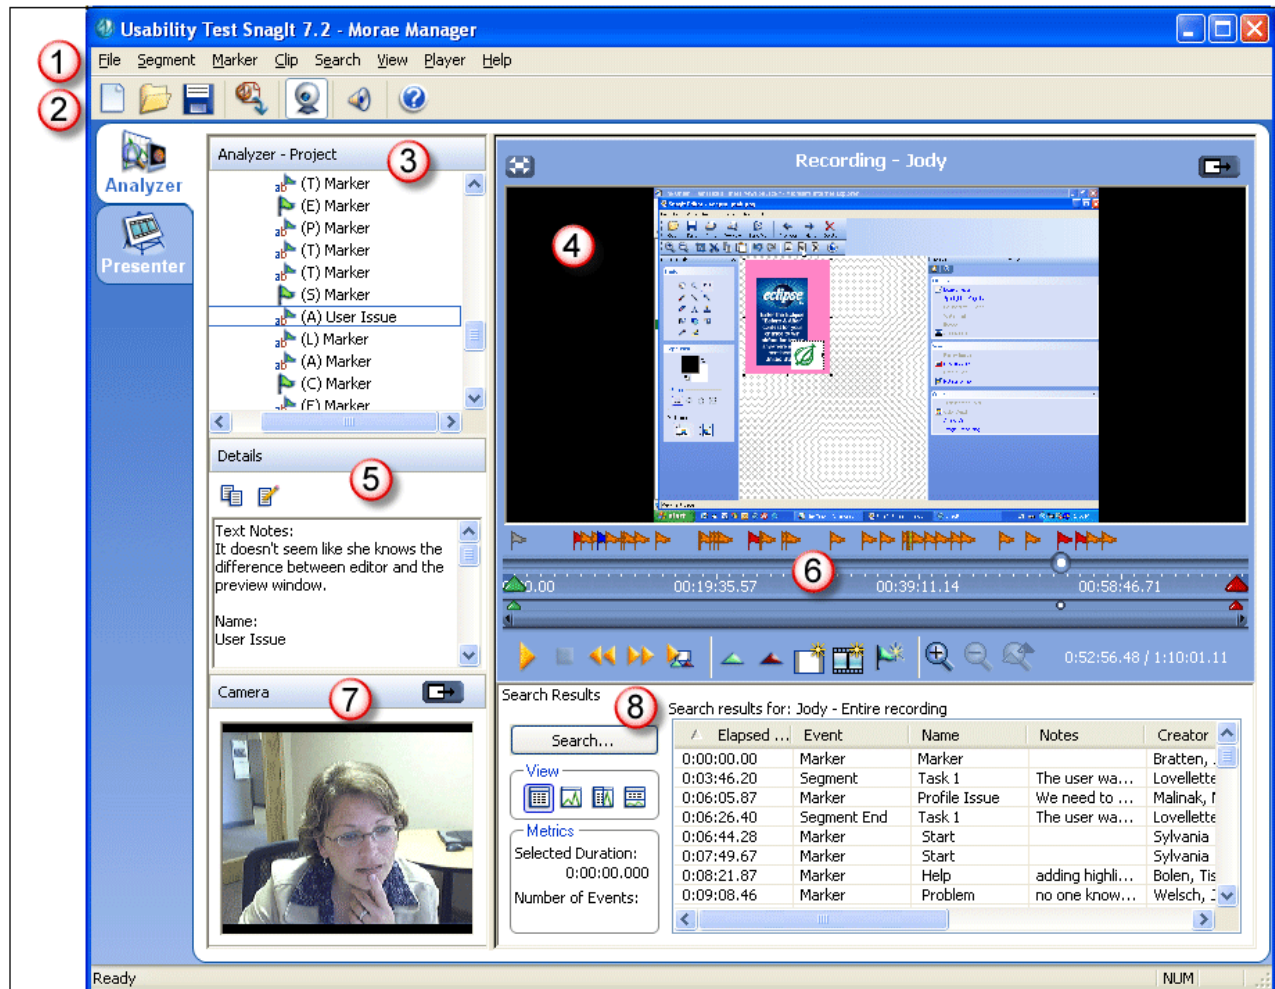 Usability Test SnagIt 7.2 - Morae Manager
1
File Segment Marker Clip Search View Player Help
2
Analyzer
Presenter
Analyzer - Project
3
(T) Marker
(E) Marker
(P) Marker
(T) Marker
(T) Marker
(S) Marker
(A) User Issue
(L) Marker
(A) Marker
(C) Marker
(F) Marker
Recording - Jody
4
eclipse
Details
5
Text Notes:
It doesn't seem like she knows the
difference between editor and the
preview window.
Name:
User Issue
6
00:19:35.57 00:39:11.14 00:58:46.71
0:52:56.48 / 1:10:01.11
Camera
7
Search Results
8
Search...
View
Metrics
Selected Duration:
0:00:00.000
Number of Events:
Search results for: Jody - Entire recording
Elapsed ... Event Name Notes Creator
0:00:00.00 Marker Marker Bratten, .
0:03:46.20 Segment Task 1 The user wa... Lovellette
0:06:05.87 Marker Profile Issue We need to ... Malinak,
0:06:26.40 Segment End Task 1 The user wa... Lovellette
0:06:44.28 Marker Start Sylvania
0:07:49.67 Marker Start Sylvania
0:08:21.87 Marker Help adding highli... Bolen, Tis
0:09:08.46 Marker Problem no one know... Welsch,
Ready
NUM